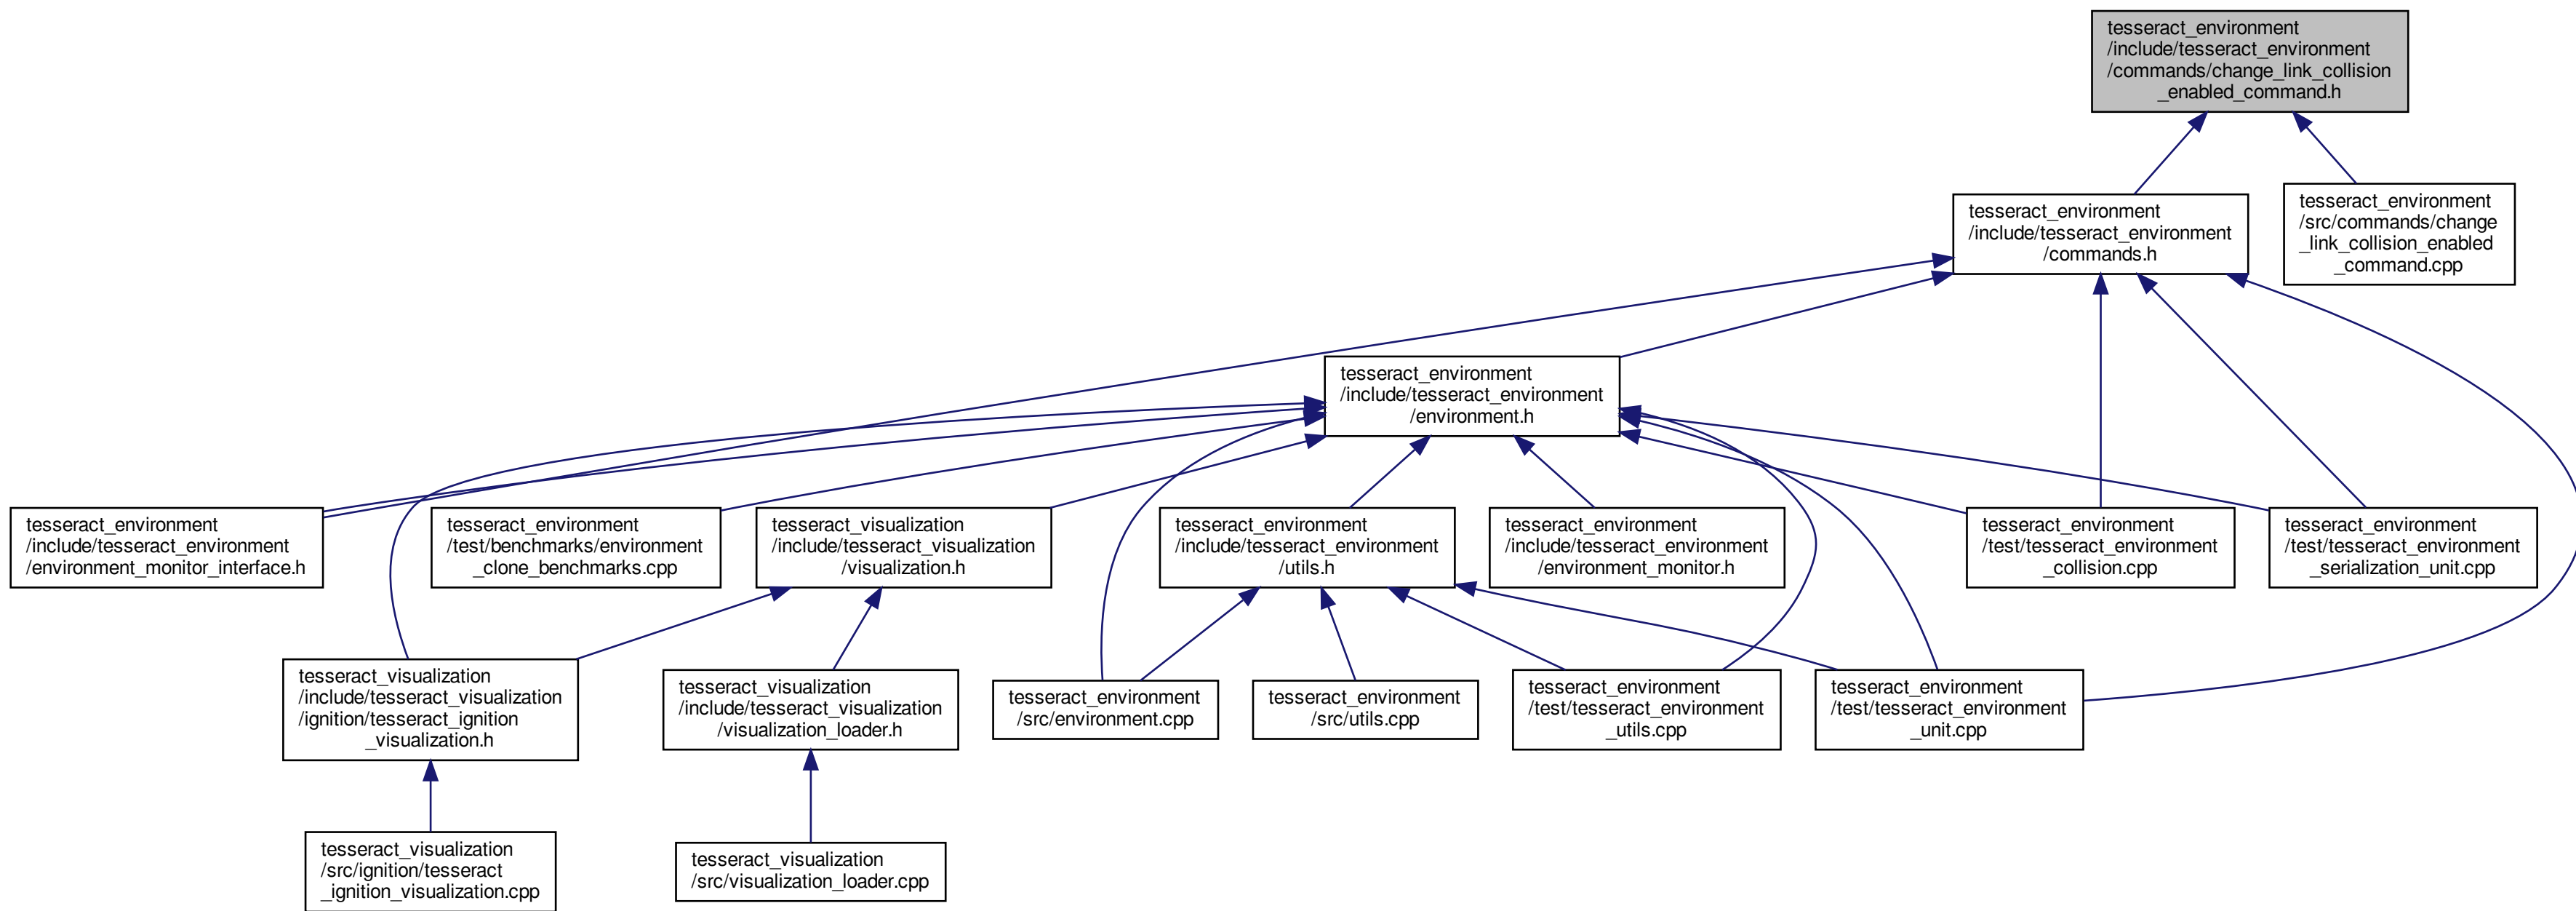 tesseract_environment
/include/tesseract_environment
/commands/change_link_collision
_enabled_command.h
tesseract_environment
/include/tesseract_environment
/commands.h
tesseract_environment
/src/commands/change
_link_collision_enabled
_command.cpp
tesseract_environment
/include/tesseract_environment
/environment.h
tesseract_environment
/include/tesseract_environment
/environment_monitor_interface.h
tesseract_environment
/test/benchmarks/environment
_clone_benchmarks.cpp
tesseract_visualization
/include/tesseract_visualization
/visualization.h
tesseract_environment
/include/tesseract_environment
/utils.h
tesseract_environment
/include/tesseract_environment
/environment_monitor.h
tesseract_environment
/test/tesseract_environment
_collision.cpp
tesseract_environment
/test/tesseract_environment
_serialization_unit.cpp
tesseract_visualization
/include/tesseract_visualization
/ignition/tesseract_ignition
_visualization.h
tesseract_visualization
/include/tesseract_visualization
/visualization_loader.h
tesseract_environment
/src/environment.cpp
tesseract_environment
/src/utils.cpp
tesseract_environment
/test/tesseract_environment
_utils.cpp
tesseract_environment
/test/tesseract_environment
_unit.cpp
tesseract_visualization
/src/ignition/tesseract
_ignition_visualization.cpp
tesseract_visualization
/src/visualization_loader.cpp